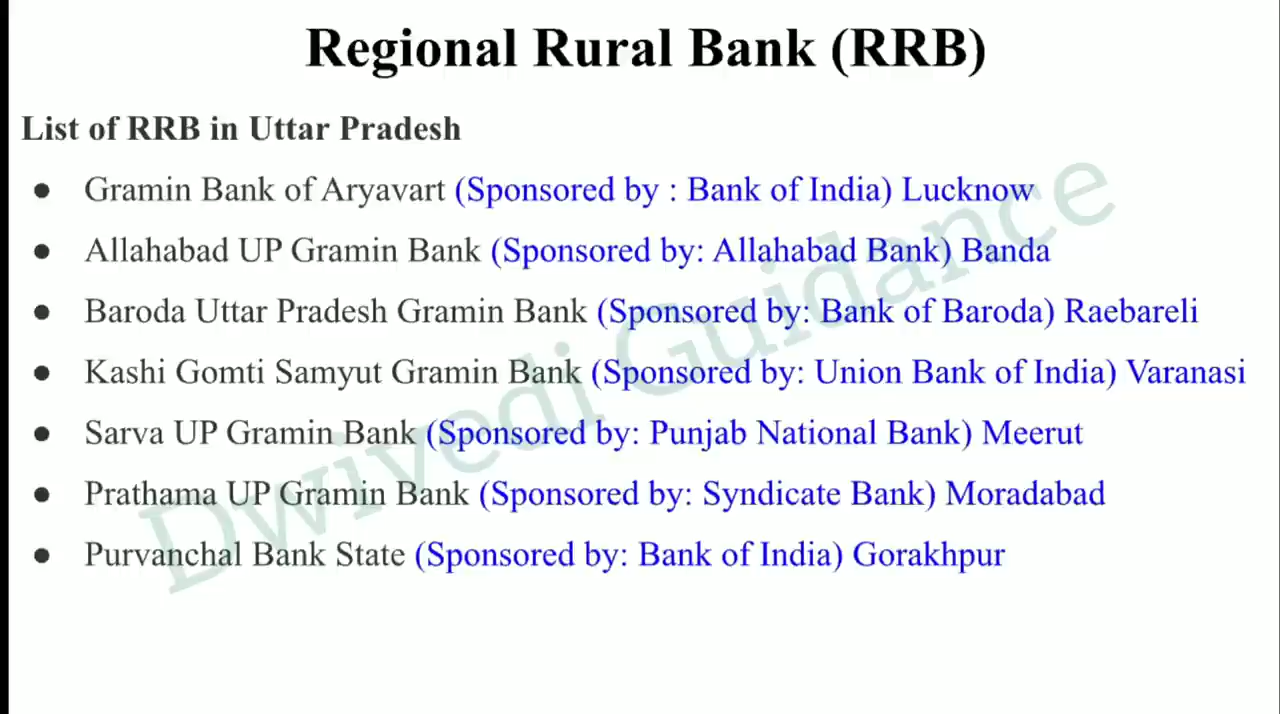 Regional Rural Bank (RRB)
List of RRB in Uttar Pradesh
● Gramin Bank of Aryavart (Sponsored by : Bank of India) Lucknow
● Allahabad UP Gramin Bank (Sponsored by: Allahabad Bank) Banda
● Baroda Uttar Pradesh Gramin Bank (Sponsored by: Bank of Baroda) Raebareli
● Kashi Gomti Samyut Gramin Bank (Sponsored by: Union Bank of India) Varanasi
● Sarva UP Gramin Bank (Sponsored by: Punjab National Bank) Meerut
● Prathama UP Gramin Bank (Sponsored by: Syndicate Bank) Moradabad
● Purvanchal Bank State (Sponsored by: Bank of India) Gorakhpur
Dwivedi Guidance